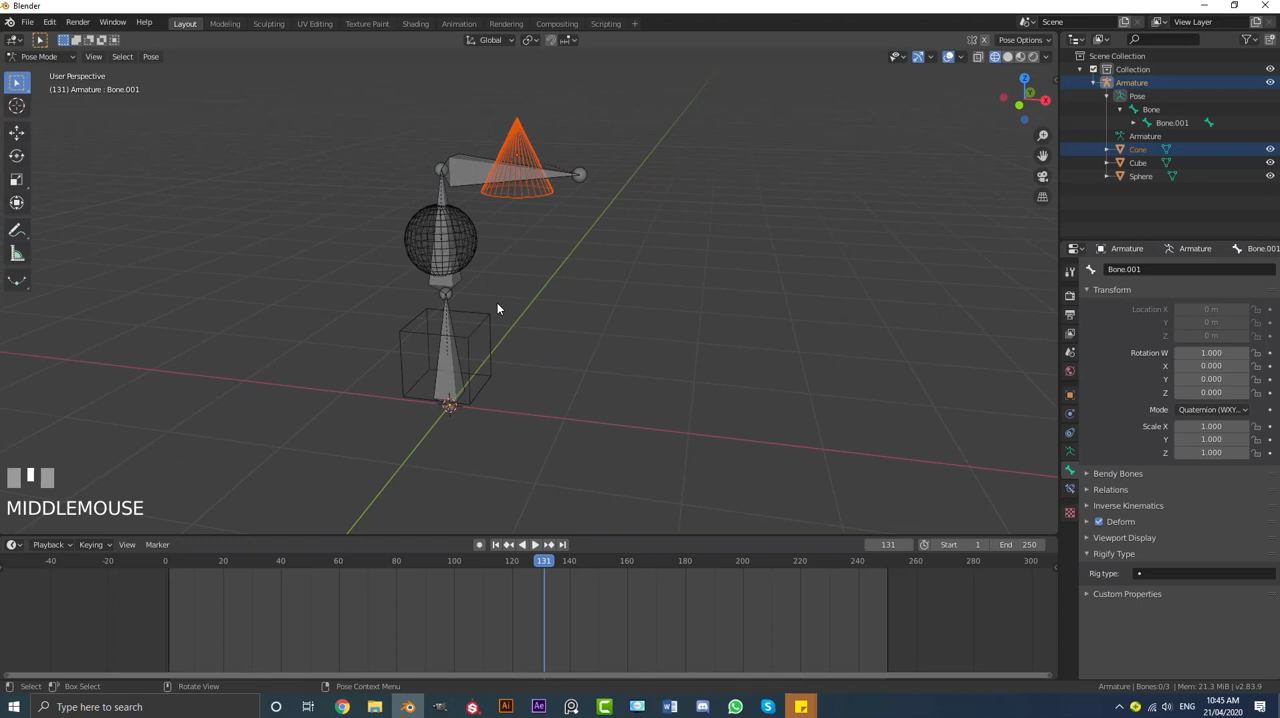 Blender
File Edit Render Window Help Layout Modeling Sculpting UV Editing Texture Paint Shading Animation Rendering Compositing Scripting + Scene View Layer
Global Pose Options
Pose Mode View Select Pose
User Perspective
(131) Armature : Bone.001
Z
Y
X
Scene Collection
Collection
Armature
Pose
Bone
Bone.001
Armature
Cone
Cube
Sphere
Armature Armature Bone.001
Bone.001
Transform
Location X 0 m
Y 0 m
Z 0 m
Rotation W 1.000
X 0.000
Y 0.000
Z 0.000
Mode Quaternion (WXY...
Scale X 1.000
Y 1.000
Z 1.000
Bendy Bones
Relations
Inverse Kinematics
Deform
Viewport Display
Rigify Type
Rig type:
Custom Properties
MIDDLEMOUSE
Playback Keying View Marker 131 Start 1 End 250
-40 -20 0 20 40 60 80 100 120 131 140 160 180 200 220 240 260 280 300
Select Box Select Rotate View Pose Context Menu Armature | Bones:0/3 | Mem: 21.3 MiB | v2.83.9
Type here to search
10:45 AM
21/04/2020